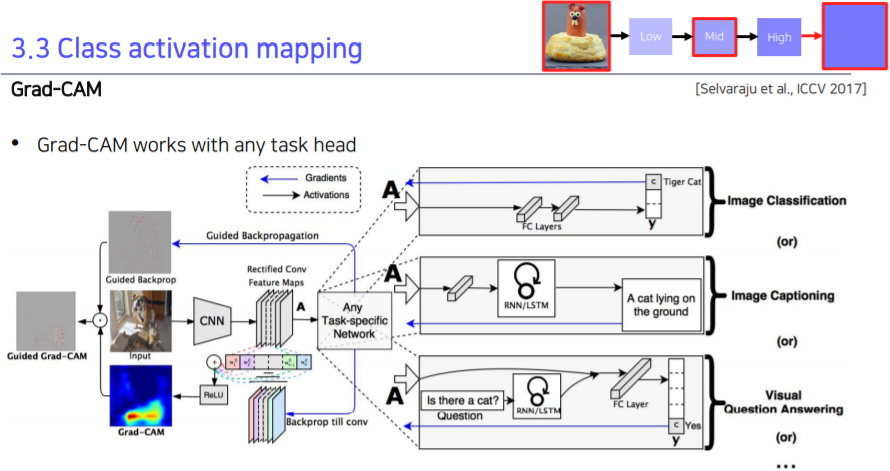 3.3 Class activation mapping
Low
Mid
High
Grad-CAM
[Selvaraju et al., ICCV 2017]
• Grad-CAM works with any task head
Gradients
Activations
Guided Backpropagation
Guided Backprop
Rectified Conv
Feature Maps
A
CNN
Input
Guided Grad-CAM
Grad-CAM
ReLU
+
Backprop till conv
Any
Task-specific
Network
A
c Tiger Cat
FC Layers
y
Image Classification
(or)
A
RNN/LSTM
A cat lying on
the ground
Image Captioning
(or)
A
Is there a cat?
Question
RNN/LSTM
FC Layer
c Yes
y
Visual
Question Answering
(or)
...